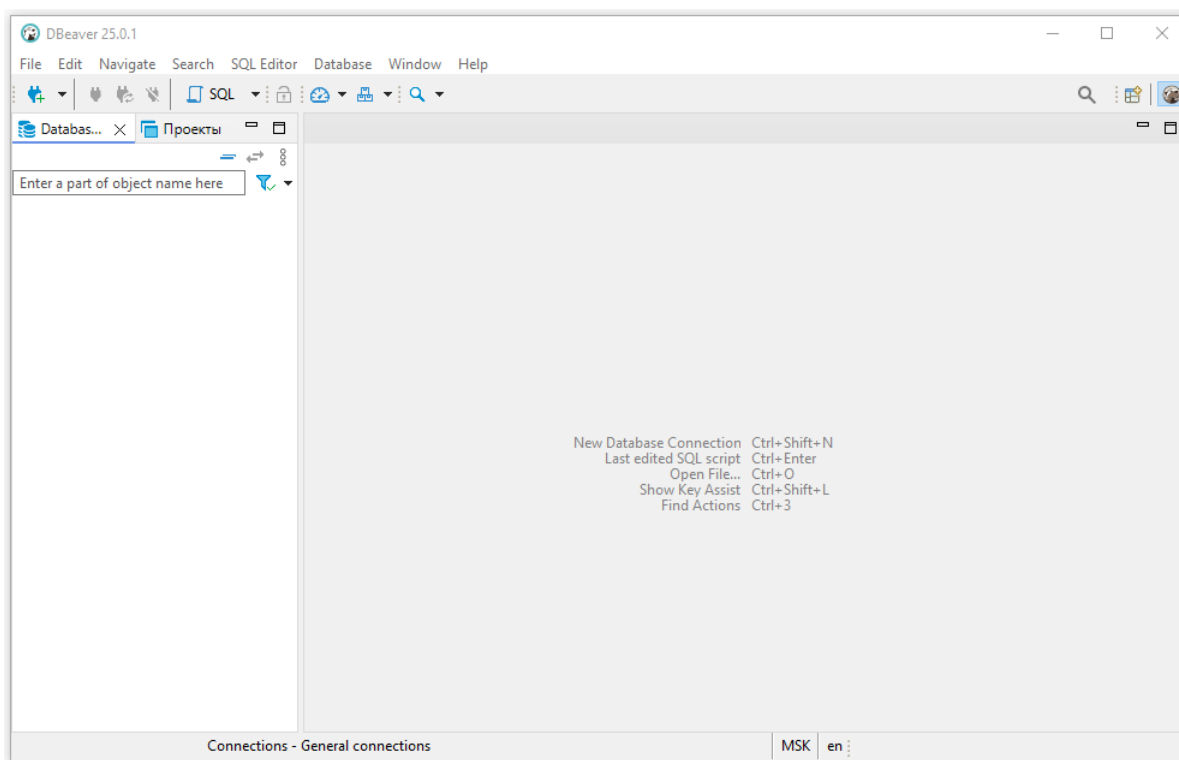 DBeaver 25.0.1
File Edit Navigate Search SQL Editor Database Window Help
SQL
Databas... Проекты
Enter a part of object name here
New Database Connection Ctrl+Shift+N
Last edited SQL script Ctrl+Enter
Open File... Ctrl+O
Show Key Assist Ctrl+Shift+L
Find Actions Ctrl+3
Connections - General connections MSK en